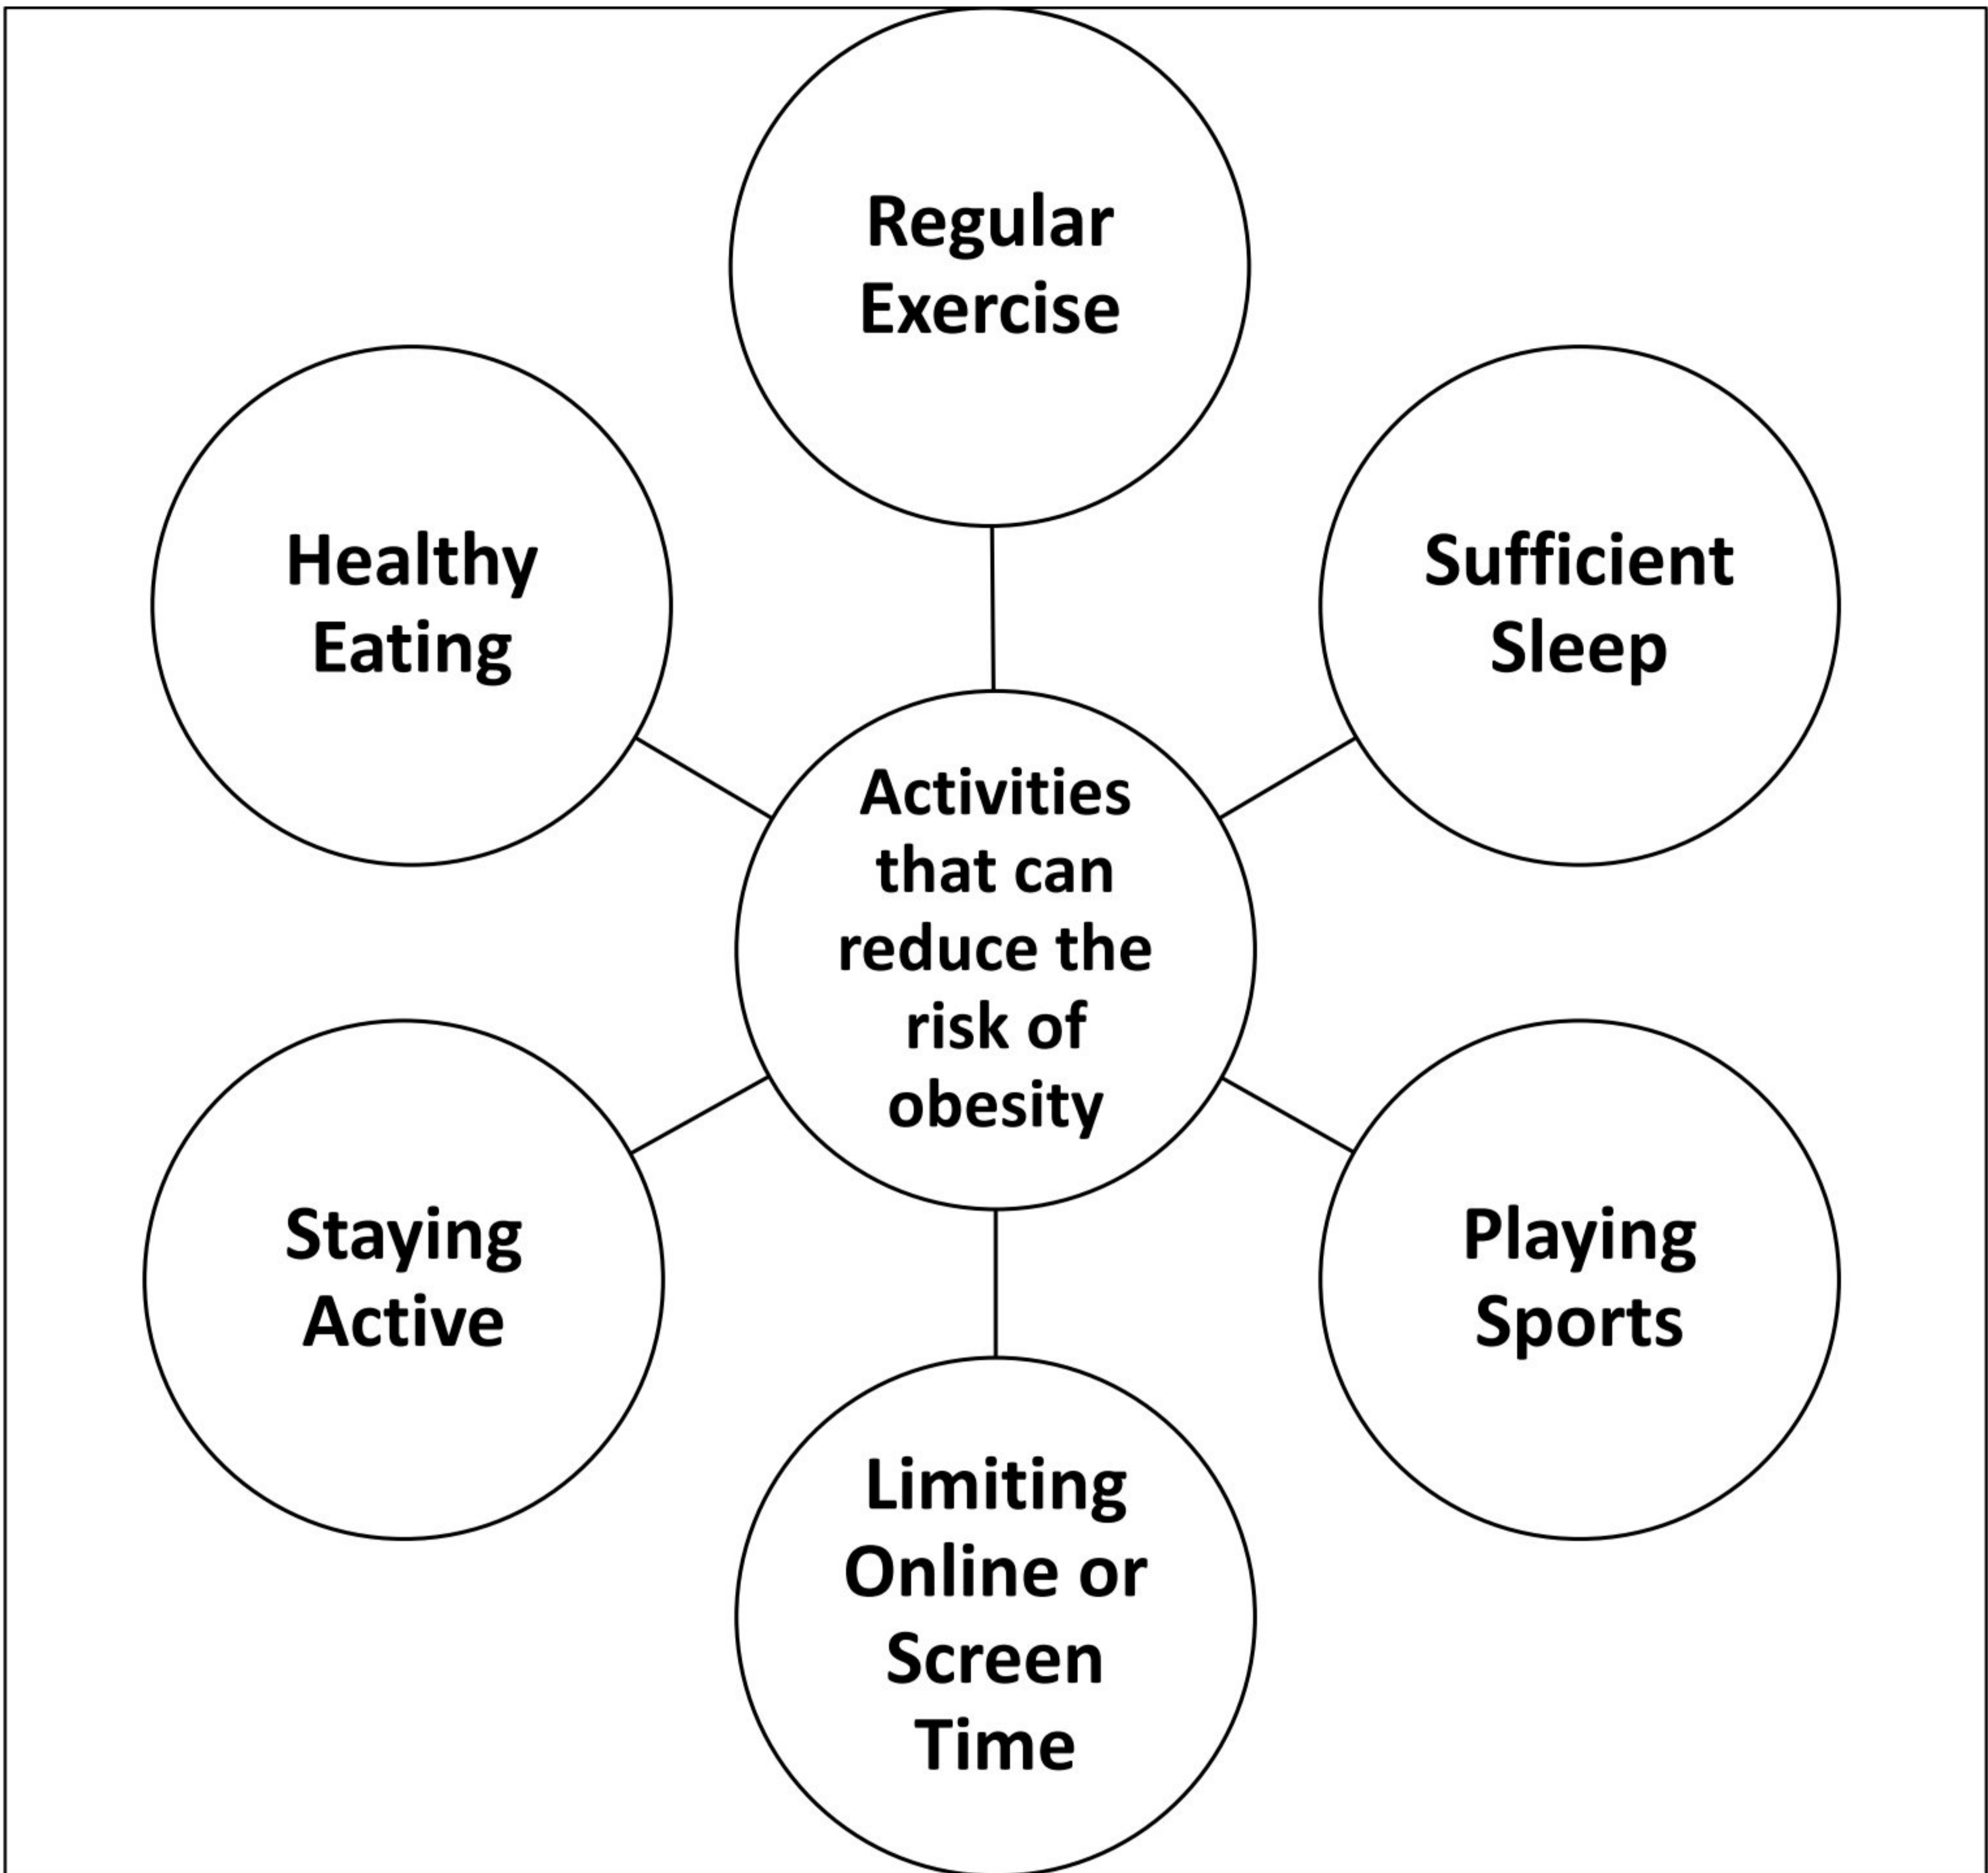 Regular
Exercise
Healthy
Eating
Sufficient
Sleep
Activities
that can
reduce the
risk of
obesity
Staying
Active
Playing
Sports
Limiting
Online or
Screen
Time